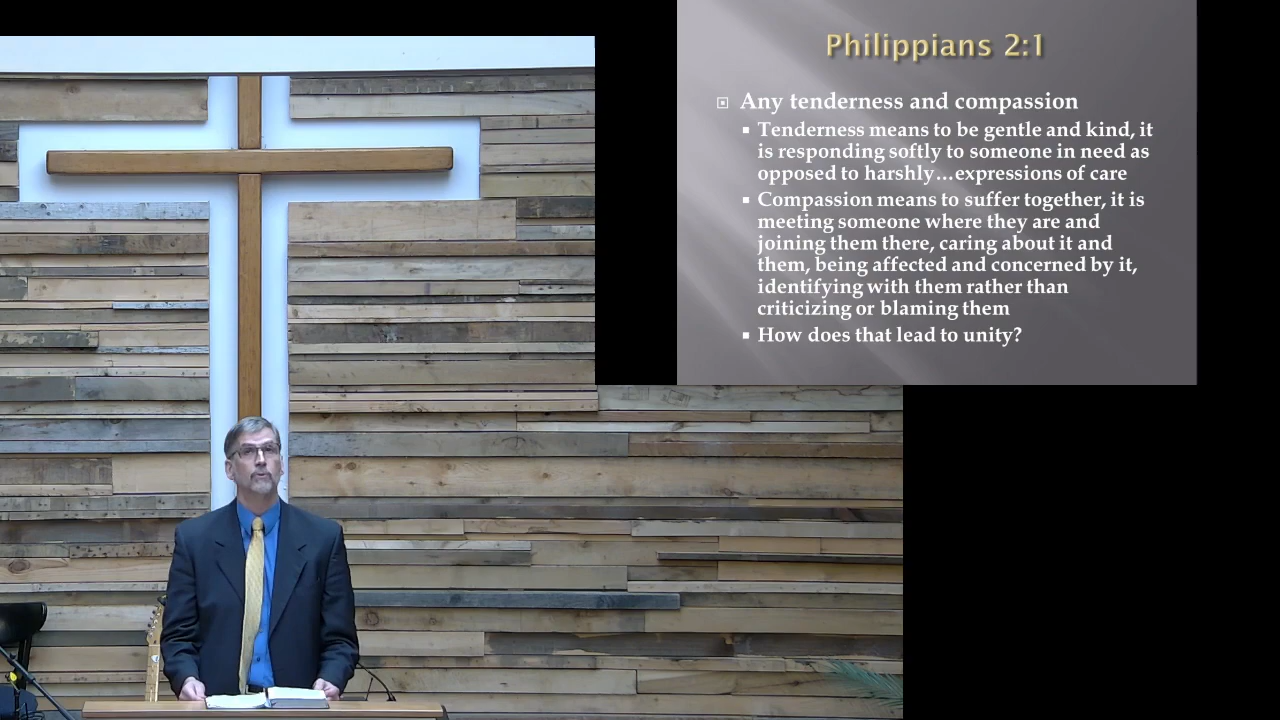 Philippians 2:1
Any tenderness and compassion
Tenderness means to be gentle and kind, it
is responding softly to someone in need as
opposed to harshly…expressions of care
Compassion means to suffer together, it is
meeting someone where they are and
joining them there, caring about it and
them, being affected and concerned by it,
identifying with them rather than
criticizing or blaming them
How does that lead to unity?